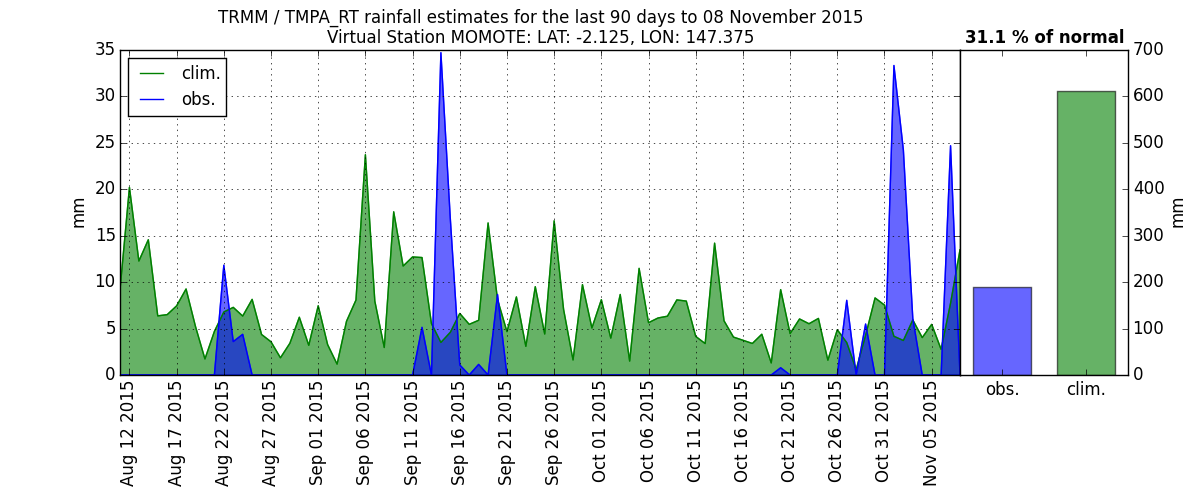 TRMM / TMPA_RT rainfall estimates for the last 90 days to 08 November 2015
Virtual Station MOMOTE: LAT: -2.125, LON: 147.375
31.1 % of normal
clim.
obs.
mm
35
30
25
20
15
10
5
0
Aug 12 2015
Aug 17 2015
Aug 22 2015
Aug 27 2015
Sep 01 2015
Sep 06 2015
Sep 11 2015
Sep 16 2015
Sep 21 2015
Sep 26 2015
Oct 01 2015
Oct 06 2015
Oct 11 2015
Oct 16 2015
Oct 21 2015
Oct 26 2015
Oct 31 2015
Nov 05 2015
obs.
clim.
700
600
500
400
300
200
100
0
mm